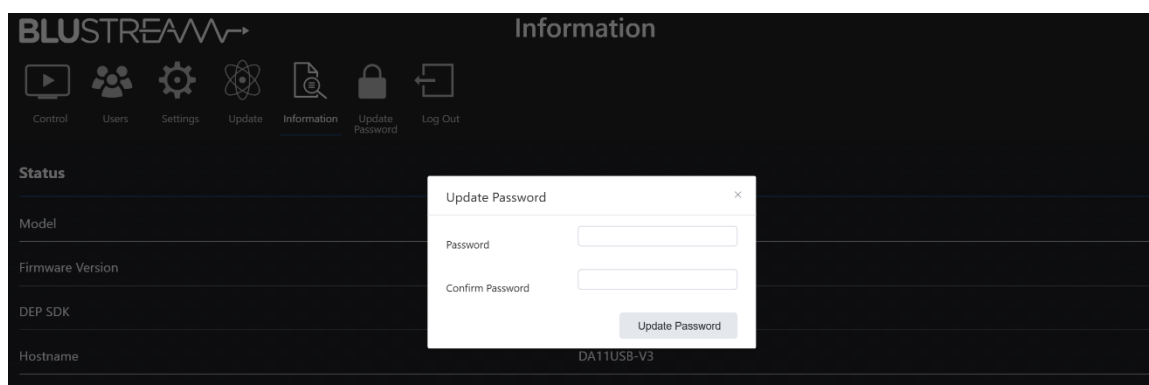 BLUSTREAM
Information
Control
Users
Settings
Update
Information
Update
Password
Log Out
Status
Update Password
×
Model
Password
Firmware Version
Confirm Password
DEP SDK
Update Password
Hostname
DA11USB-V3